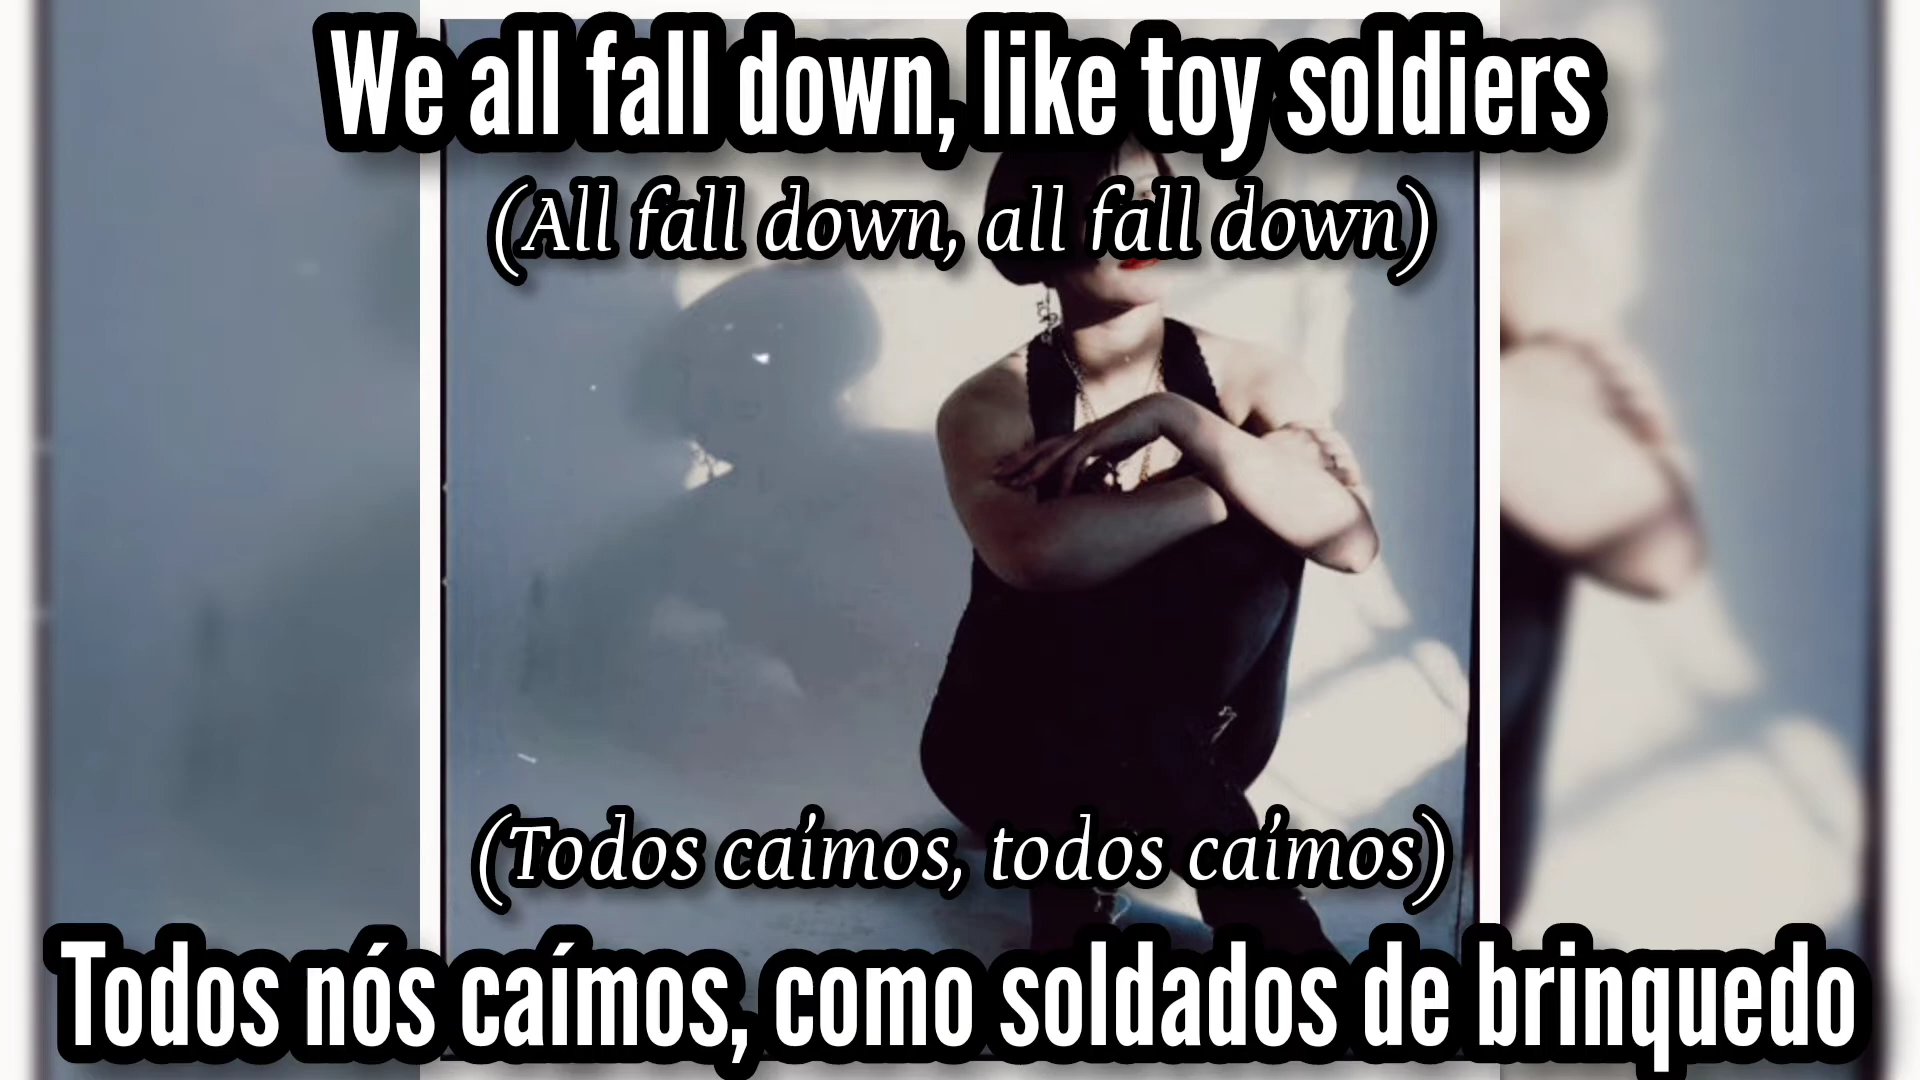 We all fall down, like toy soldiers
(All fall down, all fall down)
(Todos caímos, todos caímos)
Todos nós caímos, como soldados de brinquedo